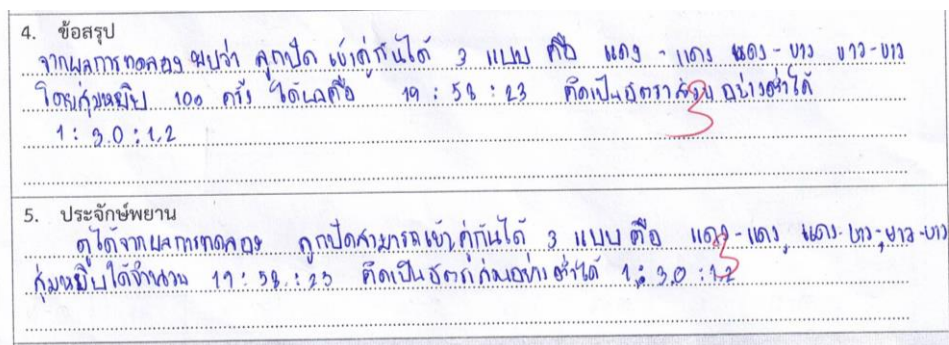 4. ข้อสรุป
จากผลการทดลอง พบว่า ลูกปัด เข้าคู่กันได้ 3 แบบ คือ แดง - แดง แดง - ขาว ขาว - ขาว
โดยสุ่มหยิบ 100 ครั้ง ได้ผลคือ 19 : 58 : 23 คิดเป็นอัตราส่วน อย่างต่ำได้
1 : 3.0 : 1.2
3
5. ประจักษ์พยาน
ดูได้จากผลการทดลอง ลูกปัดสามารถเข้าคู่กันได้ 3 แบบ คือ แดง - แดง, แดง - ขาว, ขาว - ขาว
สุ่มหยิบได้จำนวน 19 : 58 : 23 คิดเป็นอัตราส่วนอย่างต่ำได้ 1 : 3.0 : 1.2
3